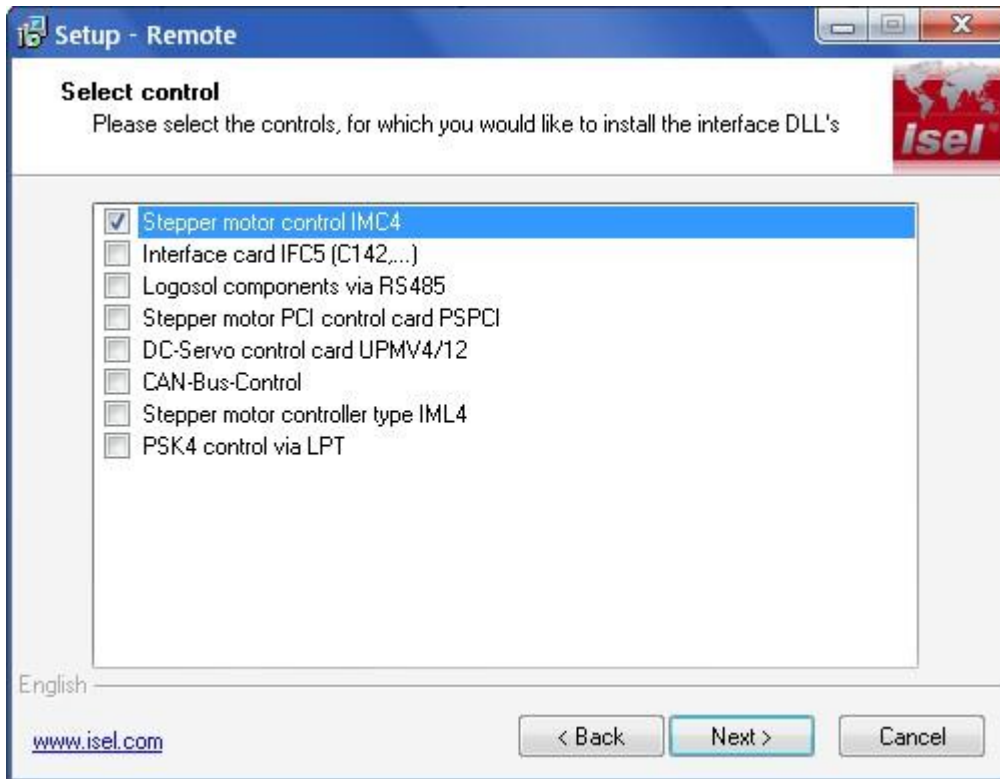 Setup - Remote
Select control
Please select the controls, for which you would like to install the interface DLL's
isel
Stepper motor control IMC4
Interface card IFC5 (C142,...)
Logosol components via RS485
Stepper motor PCI control card PSPCI
DC-Servo control card UPMV4/12
CAN-Bus-Control
Stepper motor controller type IML4
PSK4 control via LPT
English
www.isel.com
< Back
Next >
Cancel